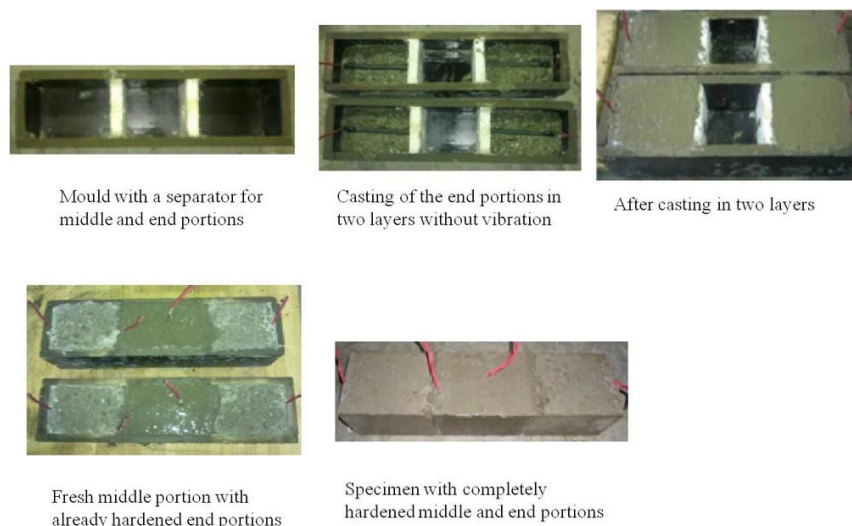 Mould with a separator for
middle and end portions
Casting of the end portions in
two layers without vibration
After casting in two layers
Fresh middle portion with
already hardened end portions
Specimen with completely
hardened middle and end portions